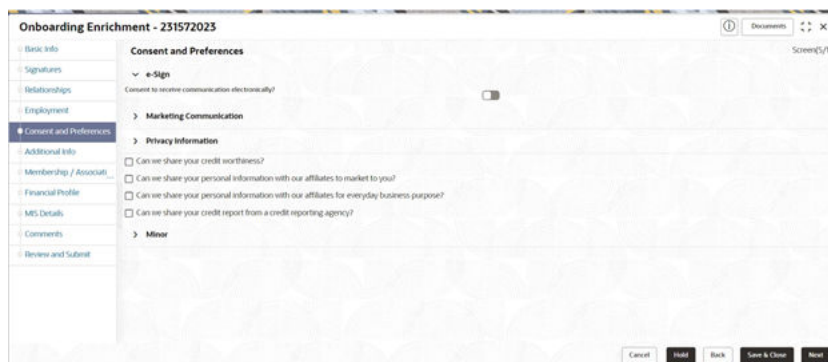 Onboarding Enrichment - 231572023
Documents
Basic Info
Signatures
Relationships
Employment
Consent and Preferences
Additional Info
Membership / Associati...
Financial Profile
MIS Details
Comments
Review and Submit
Consent and Preferences
Screen(5/
e-Sign
Consent to receive communication electronically?
Marketing Communication
Privacy Information
Can we share your credit worthiness?
Can we share your personal information with our affiliates to market to you?
Can we share your personal information with our affiliates for everyday business purpose?
Can we share your credit report from a credit reporting agency?
Minor
Cancel
Hold
Back
Save & Close
Next